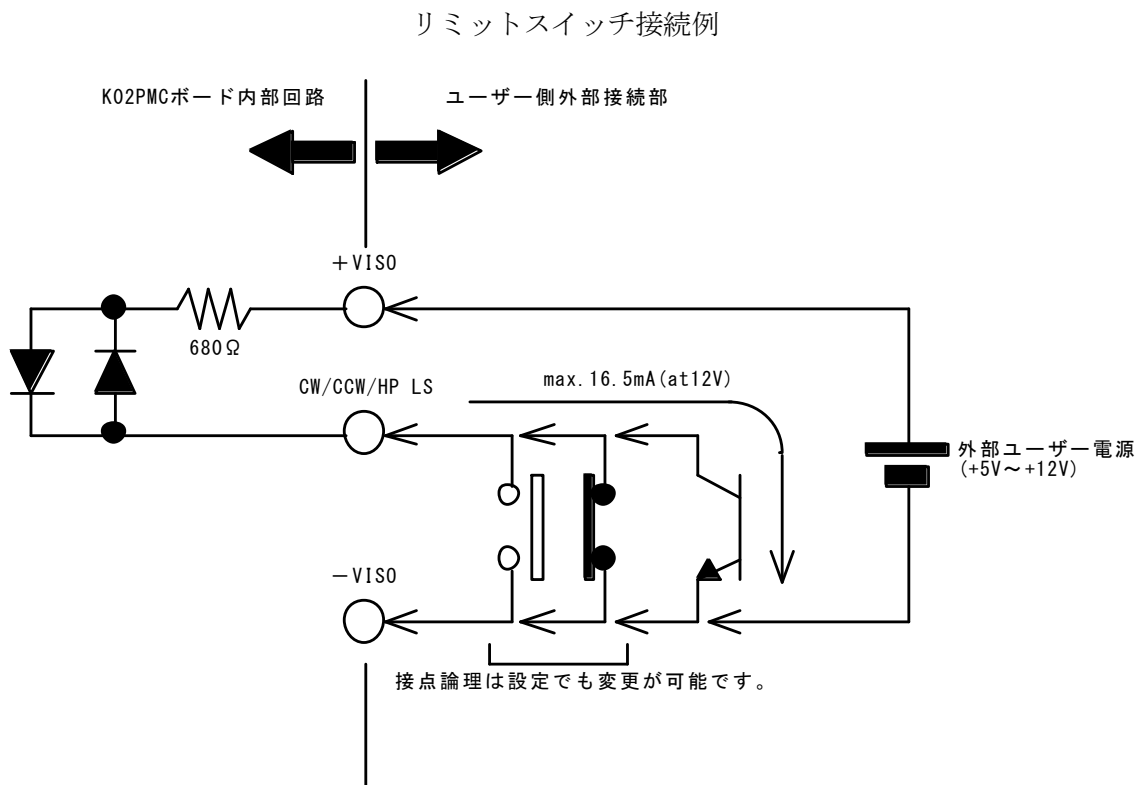 リミットスイッチ接続例
K02PMCボード内部回路
ユーザー側外部接続部
＋VISO
680Ω
CW/CCW/HP LS
max.16.5mA(at12V)
外部ユーザー電源
(+5V～+12V)
－VISO
接点論理は設定でも変更が可能です。